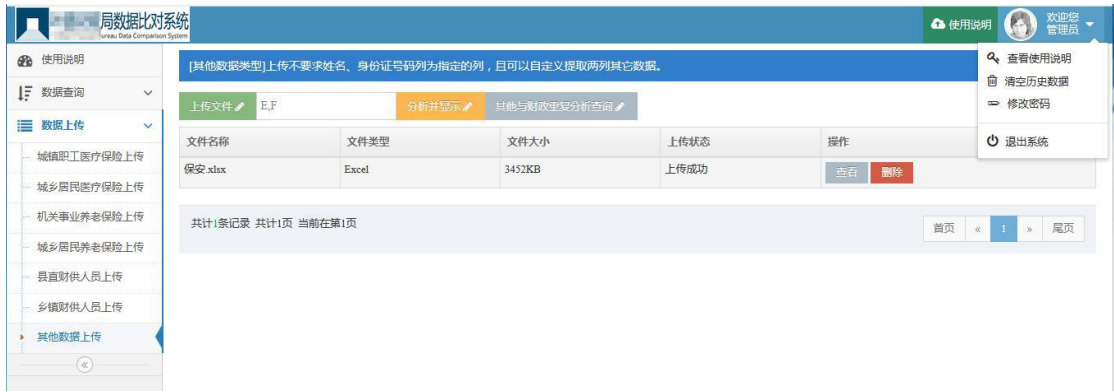 局数据比对系统
ureau Data Comparison System
使用说明
欢迎您
管理员
使用说明
数据查询
数据上传
城镇职工医疗保险上传
城乡居民医疗保险上传
机关事业养老保险上传
城乡居民养老保险上传
县直财供人员上传
乡镇财供人员上传
其他数据上传
[其他数据类型]上传不要求姓名、身份证号码列为指定的列，且可以自定义提取两列其它数据。
上传文件 E,F 分析并显示 其他与财政重复分析查询
文件名称 文件类型 文件大小 上传状态 操作
保安.xlsx Excel 3452KB 上传成功 查看 删除
共计1条记录 共计1页 当前在第1页
首页 « 1 » 尾页
查看使用说明
清空历史数据
修改密码
退出系统